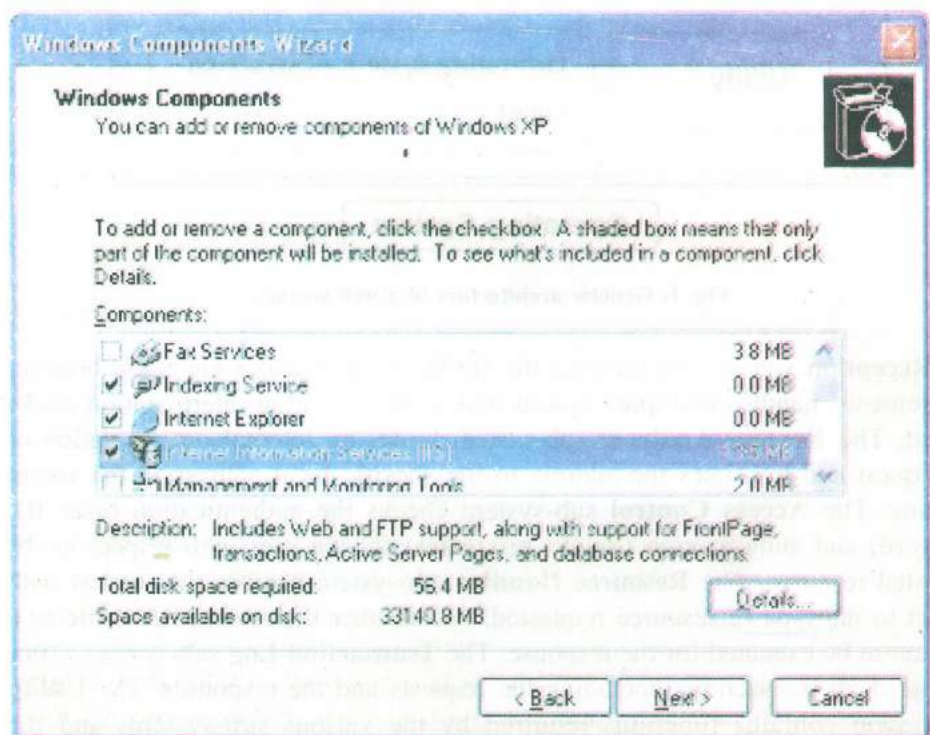 Windows Components Wizard
Windows Components
You can add or remove components of Windows XP.
To add or remove a component, click the checkbox. A shaded box means that only
part of the component will be installed. To see what's included in a component, click
Details.
Components:
Fax Services 3.8 MB
Indexing Service 0.0 MB
Internet Explorer 0.0 MB
Internet Information Services (IIS) MB
Management and Monitoring Tools 2.0 MB
Description: Includes Web and FTP support, along with support for FrontPage,
transactions, Active Server Pages, and database connections.
Total disk space required: 56.4 MB
Space available on disk: 33140.8 MB
Details...
< Back Next > Cancel